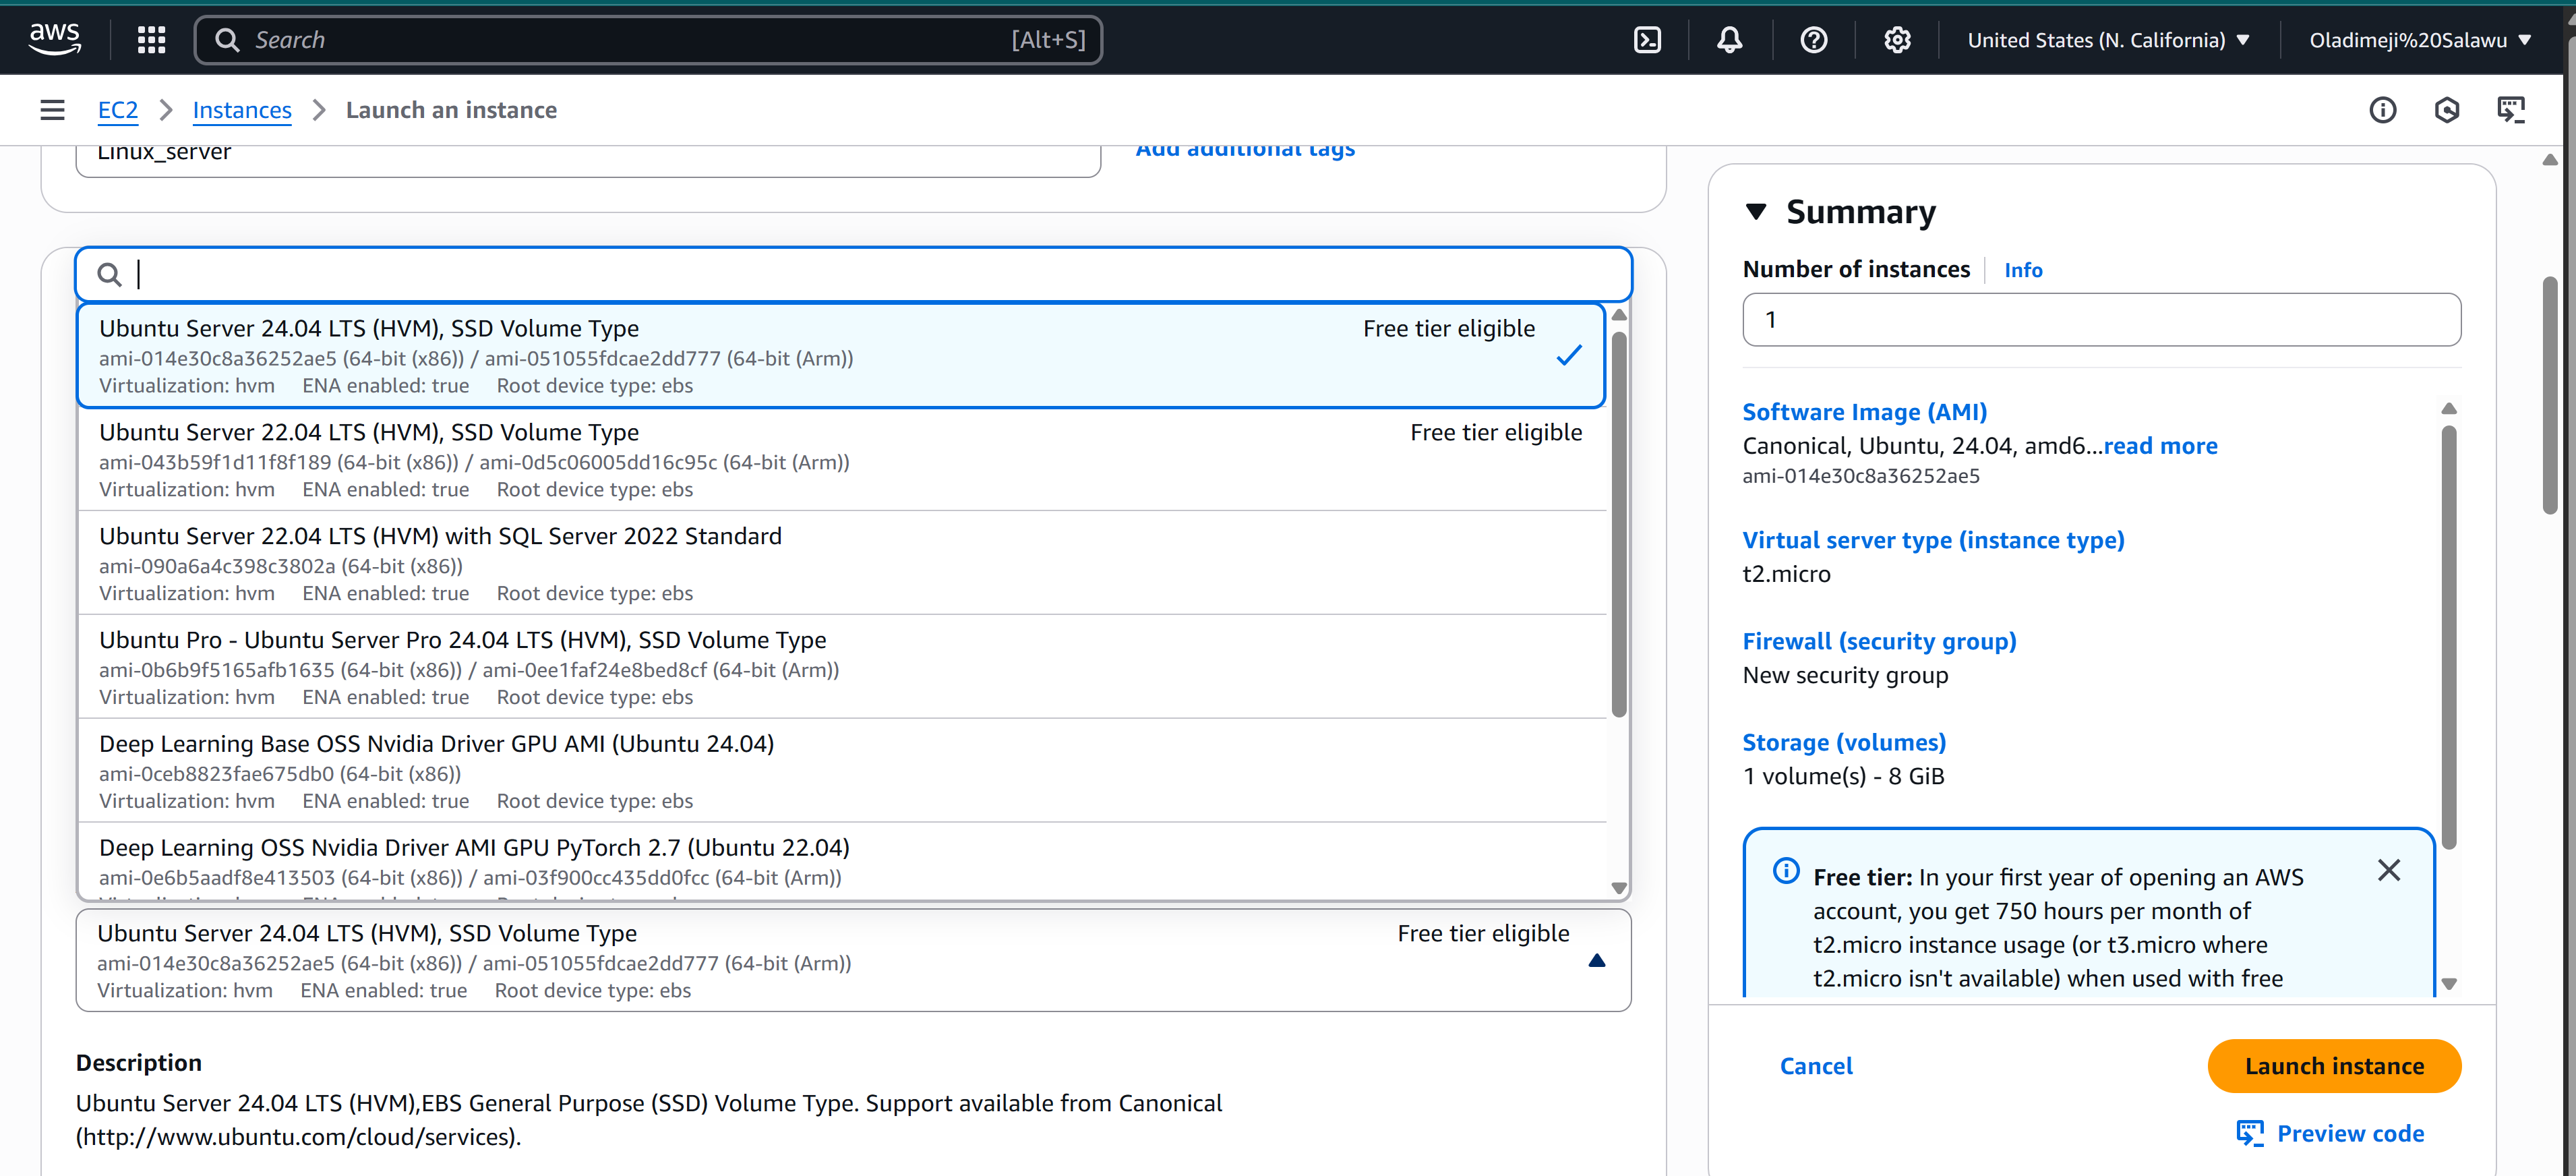 aws
Search
[Alt+S]
United States (N. California)
Oladimeji%20Salawu
EC2
Instances
Launch an instance
Linux_server
Add additional tags
Ubuntu Server 24.04 LTS (HVM), SSD Volume Type
Free tier eligible
ami-014e30c8a36252ae5 (64-bit (x86)) / ami-051055fdcae2dd777 (64-bit (Arm))
Virtualization: hvm ENA enabled: true Root device type: ebs
Ubuntu Server 22.04 LTS (HVM), SSD Volume Type
Free tier eligible
ami-043b59f1d11f8f189 (64-bit (x86)) / ami-0d5c06005dd16c95c (64-bit (Arm))
Virtualization: hvm ENA enabled: true Root device type: ebs
Ubuntu Server 22.04 LTS (HVM) with SQL Server 2022 Standard
ami-090a6a4c398c3802a (64-bit (x86))
Virtualization: hvm ENA enabled: true Root device type: ebs
Ubuntu Pro - Ubuntu Server Pro 24.04 LTS (HVM), SSD Volume Type
ami-0b6b9f5165afb1635 (64-bit (x86)) / ami-0ee1faf24e8bed8cf (64-bit (Arm))
Virtualization: hvm ENA enabled: true Root device type: ebs
Deep Learning Base OSS Nvidia Driver GPU AMI (Ubuntu 24.04)
ami-0ceb8823fae675db0 (64-bit (x86))
Virtualization: hvm ENA enabled: true Root device type: ebs
Deep Learning OSS Nvidia Driver AMI GPU PyTorch 2.7 (Ubuntu 22.04)
ami-0e6b5aadf8e413503 (64-bit (x86)) / ami-03f900cc435dd0fcc (64-bit (Arm))
Ubuntu Server 24.04 LTS (HVM), SSD Volume Type
Free tier eligible
ami-014e30c8a36252ae5 (64-bit (x86)) / ami-051055fdcae2dd777 (64-bit (Arm))
Virtualization: hvm ENA enabled: true Root device type: ebs
Description
Ubuntu Server 24.04 LTS (HVM),EBS General Purpose (SSD) Volume Type. Support available from Canonical
(http://www.ubuntu.com/cloud/services).
Summary
Number of instances
Info
1
Software Image (AMI)
Canonical, Ubuntu, 24.04, amd6...read more
ami-014e30c8a36252ae5
Virtual server type (instance type)
t2.micro
Firewall (security group)
New security group
Storage (volumes)
1 volume(s) - 8 GiB
Free tier: In your first year of opening an AWS
account, you get 750 hours per month of
t2.micro instance usage (or t3.micro where
t2.micro isn't available) when used with free
Cancel
Launch instance
Preview code